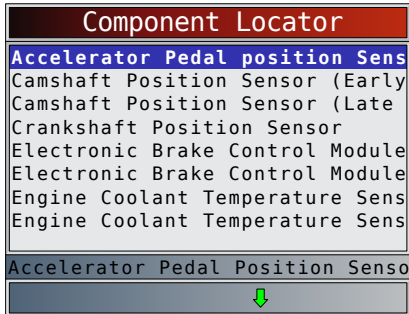 Component Locator
Accelerator Pedal position Sens
Camshaft Position Sensor (Early
Camshaft Position Sensor (Late
Crankshaft Position Sensor
Electronic Brake Control Module
Electronic Brake Control Module
Engine Coolant Temperature Sens
Engine Coolant Temperature Sens
Accelerator Pedal Position Senso